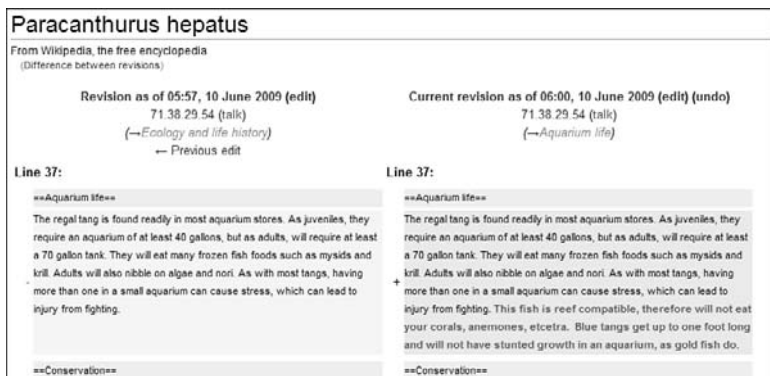 Paracanthurus hepatus
From Wikipedia, the free encyclopedia
(Difference between revisions)
Revision as of 05:57, 10 June 2009 (edit)
71.38.29.54 (talk)
(→Ecology and life history)
← Previous edit
Line 37:
==Aquarium life==
The regal tang is found readily in most aquarium stores. As juveniles, they
require an aquarium of at least 40 gallons, but as adults, will require at least
a 70 gallon tank. They will eat many frozen fish foods such as mysids and
krill. Adults will also nibble on algae and nori. As with most tangs, having
- more than one in a small aquarium can cause stress, which can lead to
injury from fighting.
==Conservation==
Current revision as of 06:00, 10 June 2009 (edit) (undo)
71.38.29.54 (talk)
(→Aquarium life)
Line 37:
==Aquarium life==
The regal tang is found readily in most aquarium stores. As juveniles, they
require an aquarium of at least 40 gallons, but as adults, will require at least
a 70 gallon tank. They will eat many frozen fish foods such as mysids and
krill. Adults will also nibble on algae and nori. As with most tangs, having
+ more than one in a small aquarium can cause stress, which can lead to
injury from fighting. This fish is reef compatible, therefore will not eat
your corals, anemones, etcetra. Blue tangs get up to one foot long
and will not have stunted growth in an aquarium, as gold fish do.
==Conservation==